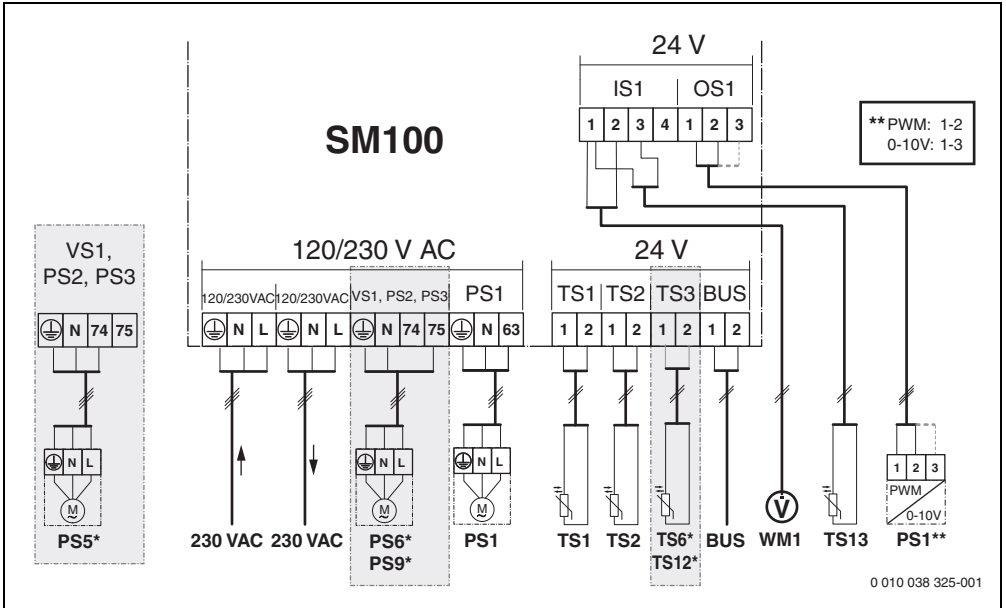 24 V
IS1 OS1
1 2 3 4 1 2 3
**PWM: 1-2
0-10V: 1-3
SM100
VS1,
PS2, PS3
N 74 75
N L
M
~
PS5*
120/230 V AC
24 V
120/230VAC 120/230VAC VS1, PS2, PS3 PS1 TS1 TS2 TS3 BUS
N L N L N 74 75 N 63 1 2 1 2 1 2 1 2
N L N L
M M
~ ~
V̇
1 2 3
PWM
0-10V
230 VAC 230 VAC PS6* PS1 TS1 TS2 TS6* BUS WM1 TS13 PS1**
PS9* TS12*
0 010 038 325-001